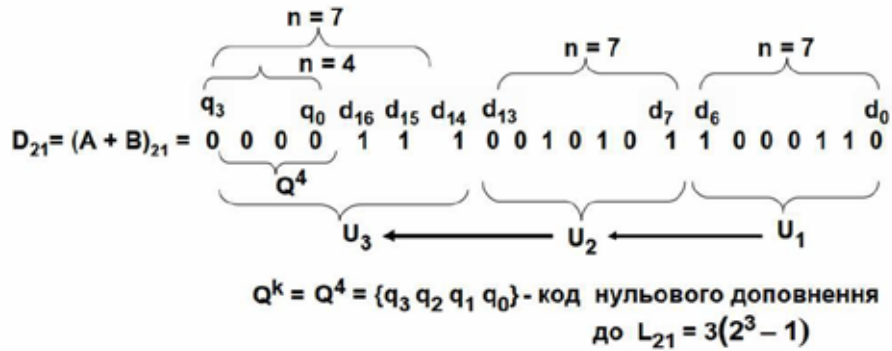 n = 7
n = 4 n = 7 n = 7
q₃ q₀ d₁₆ d₁₅ d₁₄ d₁₃ d₇ d₆ d₀
D₂₁= (A + B)₂₁ = 0 0 0 0 1 1 1 0 0 1 0 1 0 1 1 0 0 0 1 1 0
Q⁴
U₃ U₂ U₁
Qᵏ = Q⁴ = {q₃ q₂ q₁ q₀} - код нульового доповнення
до L₂₁ = 3(2³ – 1)